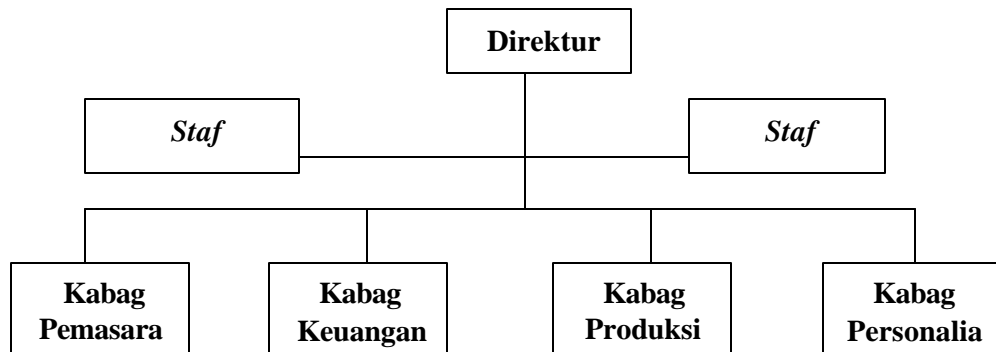 Direktur
Staf
Staf
Kabag
Pemasara
Kabag
Keuangan
Kabag
Produksi
Kabag
Personalia